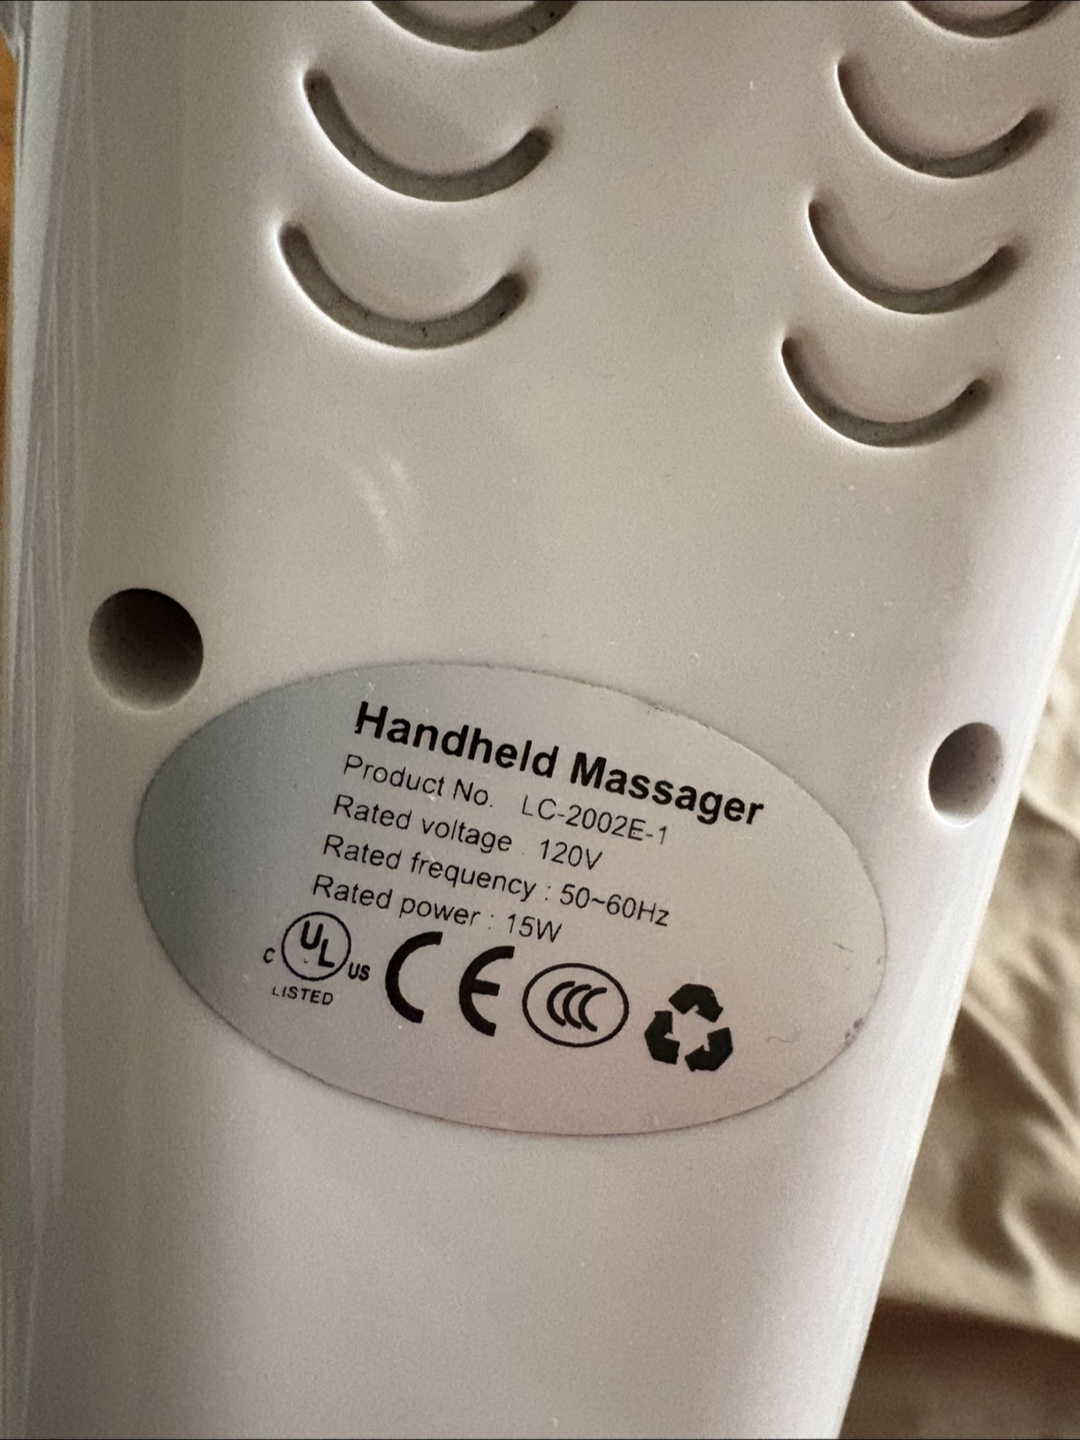 Handheld Massager
Product No. LC-2002E-1
Rated voltage : 120V
Rated frequency : 50~60Hz
Rated power : 15W
C UL US CE CCC
LISTED